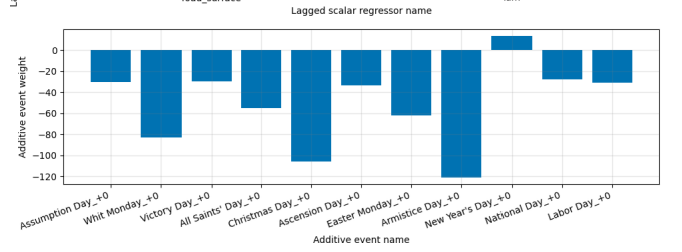 Lagged scalar regressor name
Additive event weight
0
−20
−40
−60
−80
−100
−120
Assumption Day_+0
Whit Monday_+0
Victory Day_+0
All Saints' Day_+0
Christmas Day_+0
Ascension Day_+0
Easter Monday_+0
Armistice Day_+0
New Year's Day_+0
National Day_+0
Labor Day_+0
Additive event name